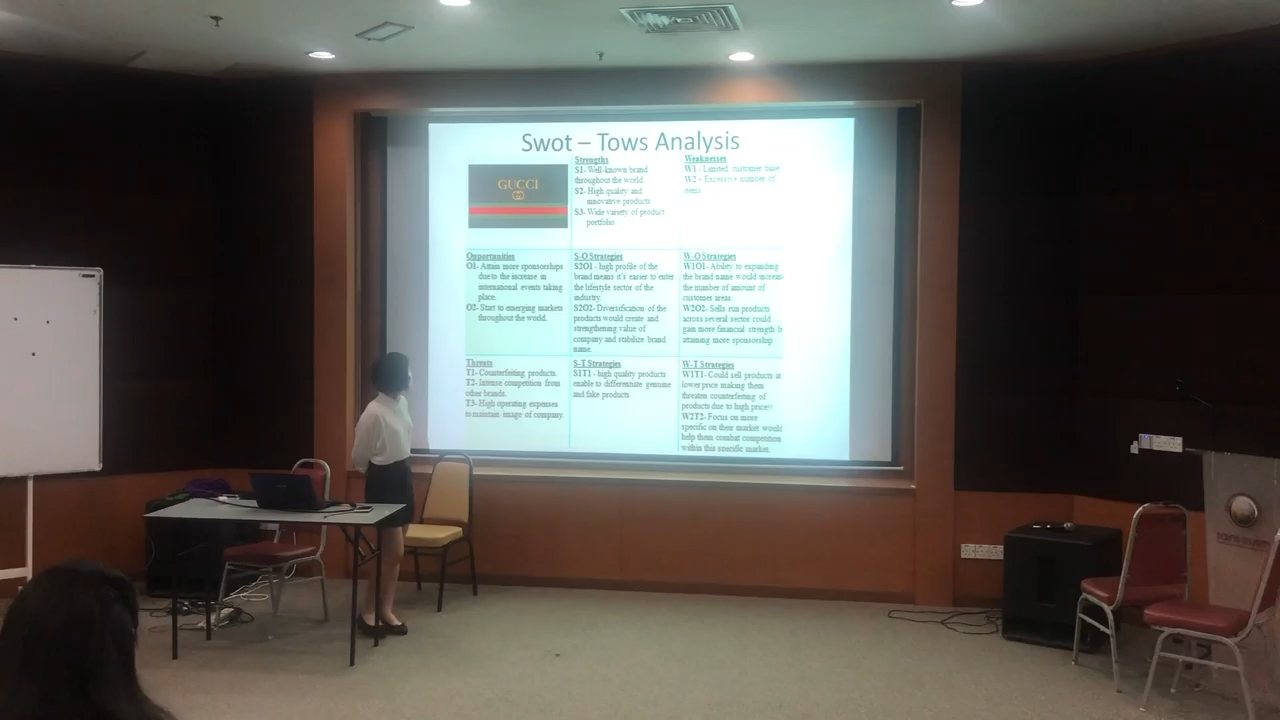 Swot – Tows Analysis
GUCCI
Strengths
S1- Well-known brand
throughout the world
S2- High quality and
innovative products
S3- Wide variety of product
portfolio
Weaknesses
W1 - Limited customer base
W2 - Excessive number of
items
Opportunities
O1- Attain more sponsorships
due to the increase in
international events taking
place.
O2- Start to emerging markets
throughout the world.
S-O Strategies
S2O1 - high profile of the
brand means it's easier to enter
the lifestyle sector of the
industry.
S2O2- Diversification of the
products would create and
strengthening value of
company and stabilize brand
name.
W-O Strategies
W1O1- Ability to expanding
the brand name would increase
the number of amount of
customer areas.
W2O2- Sells run products
across several sector could
gain more financial strength b
attaining more sponsorship
Threats
T1- Counterfeiting products.
T2- Intense competition from
other brands.
T3- High operating expenses
to maintain image of company.
S-T Strategies
S1T1 - high quality products
enable to differentiate genuine
and fake products
W-T Strategies
W1T1- Could sell products at
lower price making them
threaten counterfeiting of
products due to high price
W2T2- Focus on more
specific on their market would
help them combat competition
within this specific market.